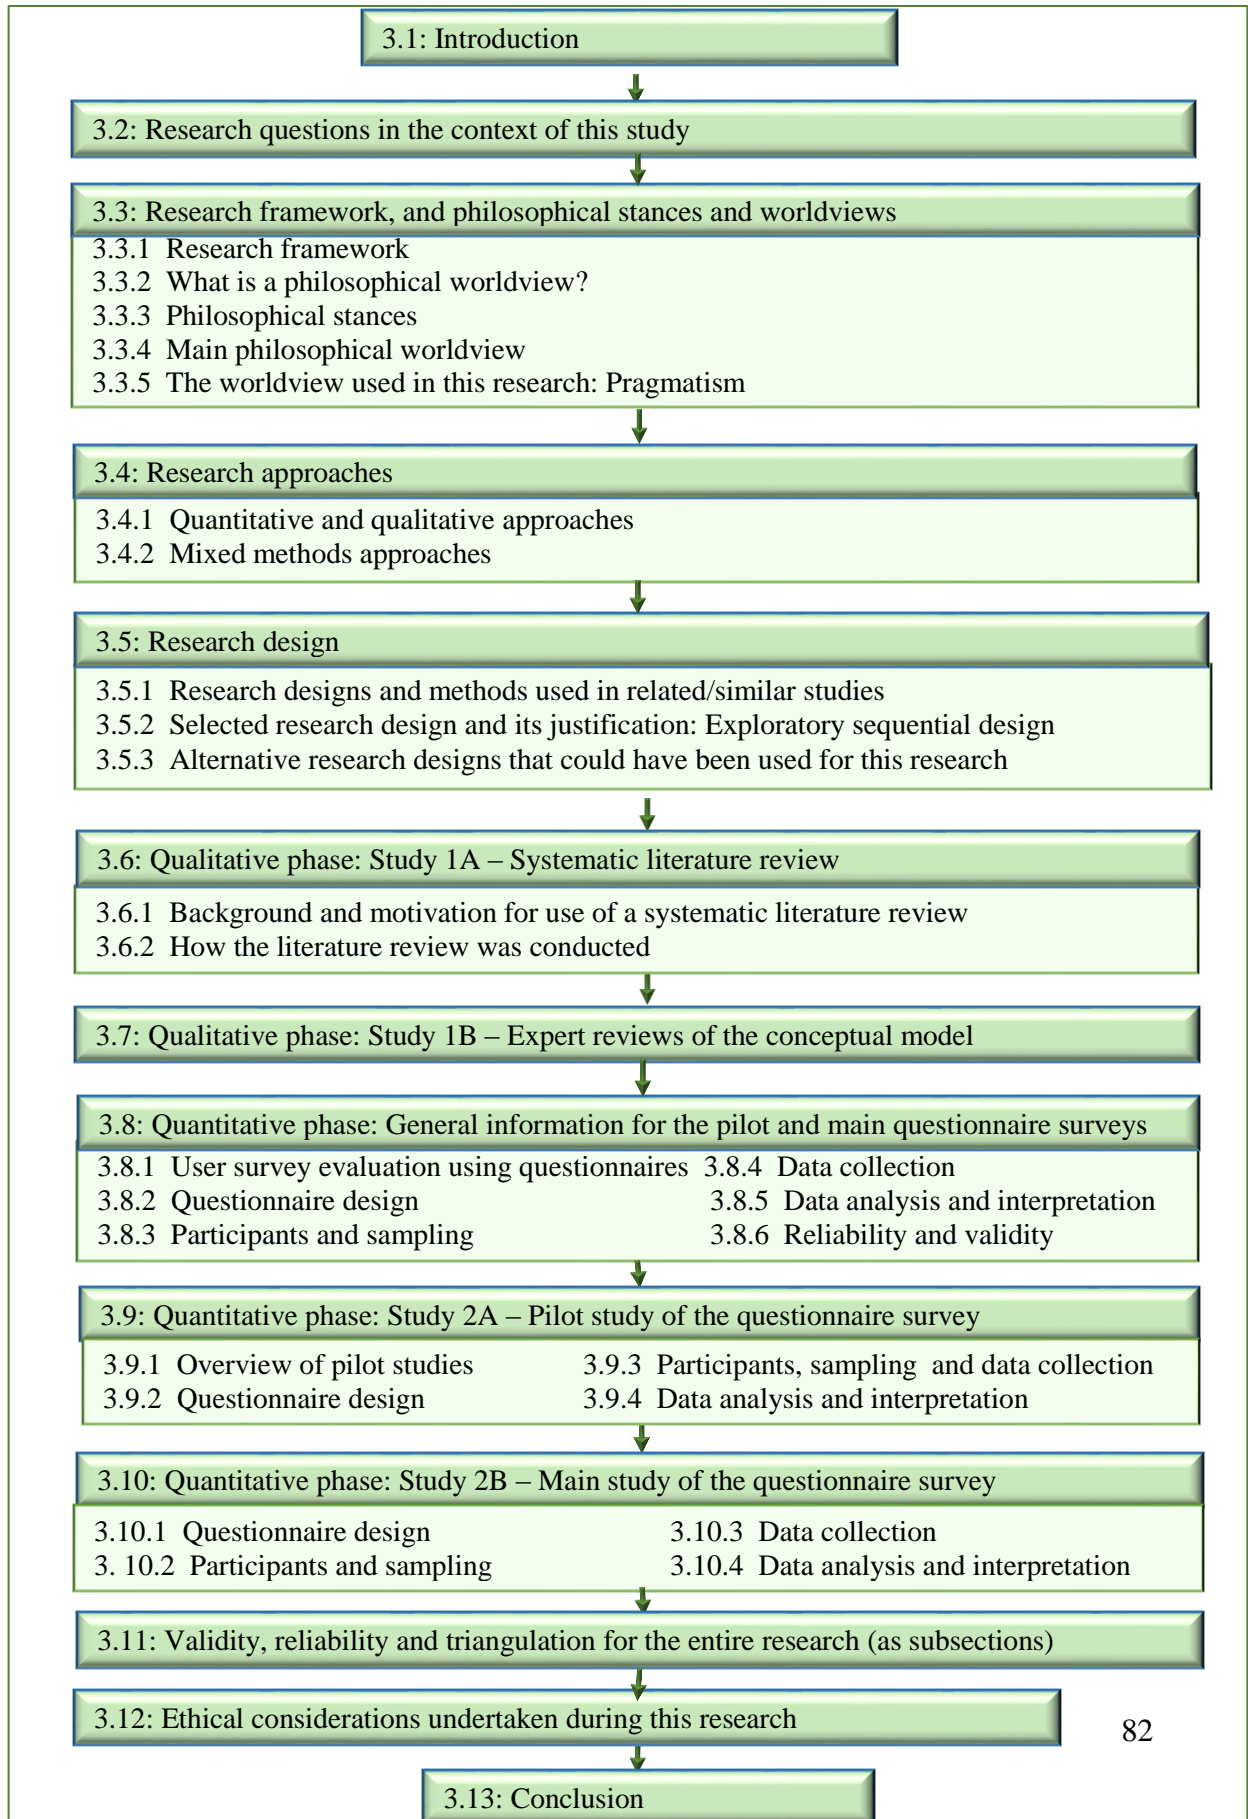 3.1: Introduction
3.2: Research questions in the context of this study
3.3: Research framework, and philosophical stances and worldviews
3.3.1 Research framework
3.3.2 What is a philosophical worldview?
3.3.3 Philosophical stances
3.3.4 Main philosophical worldview
3.3.5 The worldview used in this research: Pragmatism
3.4: Research approaches
3.4.1 Quantitative and qualitative approaches
3.4.2 Mixed methods approaches
3.5: Research design
3.5.1 Research designs and methods used in related/similar studies
3.5.2 Selected research design and its justification: Exploratory sequential design
3.5.3 Alternative research designs that could have been used for this research
3.6: Qualitative phase: Study 1A – Systematic literature review
3.6.1 Background and motivation for use of a systematic literature review
3.6.2 How the literature review was conducted
3.7: Qualitative phase: Study 1B – Expert reviews of the conceptual model
3.8: Quantitative phase: General information for the pilot and main questionnaire surveys
3.8.1 User survey evaluation using questionnaires 3.8.4 Data collection
3.8.2 Questionnaire design 3.8.5 Data analysis and interpretation
3.8.3 Participants and sampling 3.8.6 Reliability and validity
3.9: Quantitative phase: Study 2A – Pilot study of the questionnaire survey
3.9.1 Overview of pilot studies 3.9.3 Participants, sampling and data collection
3.9.2 Questionnaire design 3.9.4 Data analysis and interpretation
3.10: Quantitative phase: Study 2B – Main study of the questionnaire survey
3.10.1 Questionnaire design 3.10.3 Data collection
3. 10.2 Participants and sampling 3.10.4 Data analysis and interpretation
3.11: Validity, reliability and triangulation for the entire research (as subsections)
3.12: Ethical considerations undertaken during this research
82
3.13: Conclusion